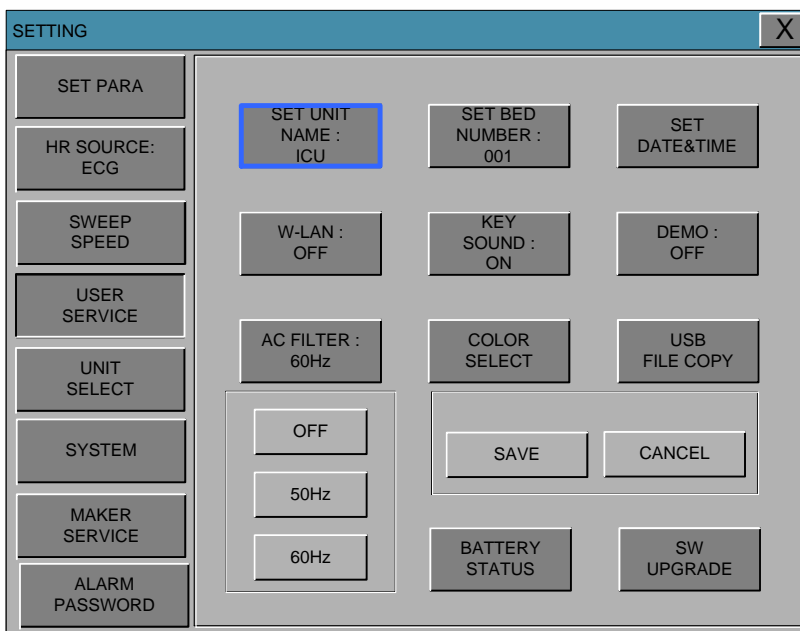 SETTING
X
SET PARA
HR SOURCE:
ECG
SWEEP
SPEED
USER
SERVICE
UNIT
SELECT
SYSTEM
MAKER
SERVICE
ALARM
PASSWORD
SET UNIT
NAME :
ICU
SET BED
NUMBER :
001
SET
DATE&TIME
W-LAN :
OFF
KEY
SOUND :
ON
DEMO :
OFF
AC FILTER :
60Hz
COLOR
SELECT
USB
FILE COPY
OFF
50Hz
60Hz
SAVE
CANCEL
BATTERY
STATUS
SW
UPGRADE